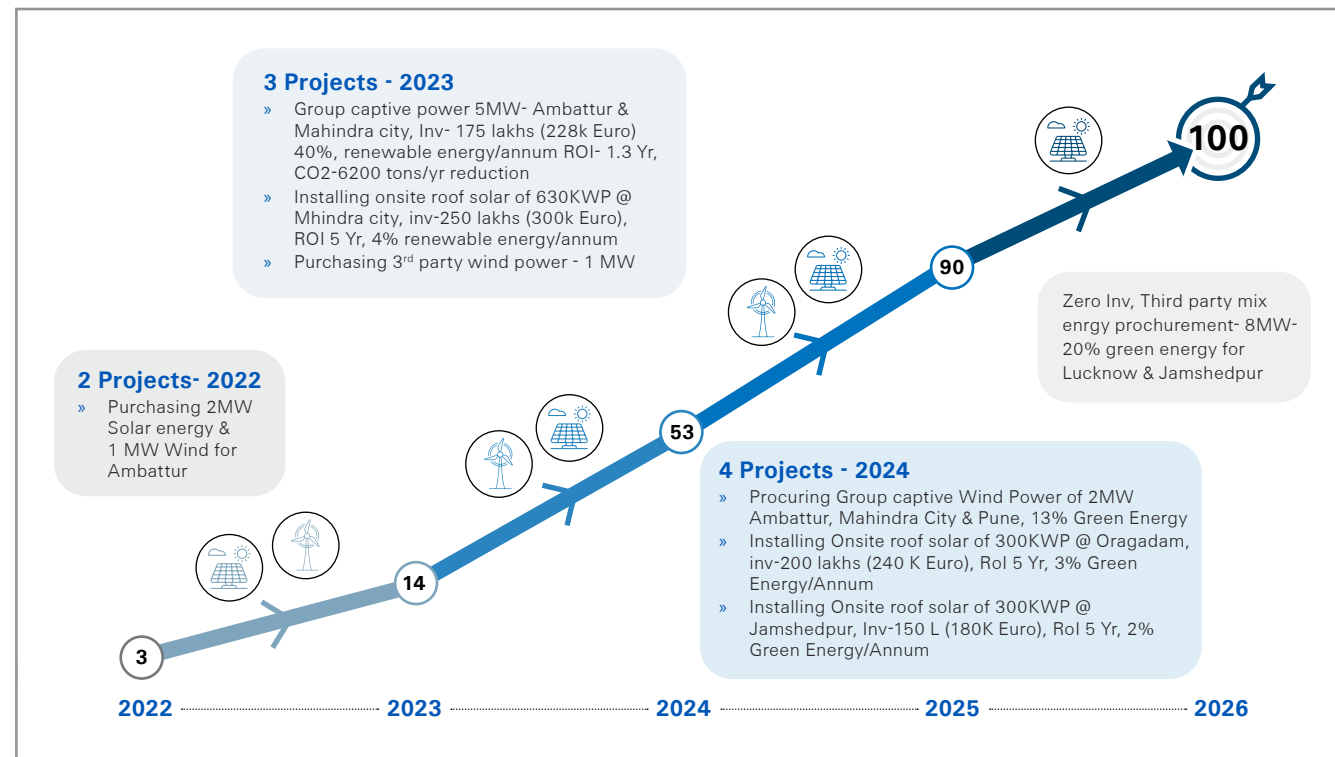 3 Projects - 2023
» Group captive power 5MW- Ambattur &
Mahindra city, Inv- 175 lakhs (228k Euro)
40%, renewable energy/annum ROI- 1.3 Yr,
CO2-6200 tons/yr reduction
» Installing onsite roof solar of 630KWP @
Mhindra city, inv-250 lakhs (300k Euro),
ROI 5 Yr, 4% renewable energy/annum
» Purchasing 3rd party wind power - 1 MW
100
90
Zero Inv, Third party mix
enrgy prochurement- 8MW-
20% green energy for
Lucknow & Jamshedpur
2 Projects- 2022
» Purchasing 2MW
Solar energy &
1 MW Wind for
Ambattur
53
4 Projects - 2024
» Procuring Group captive Wind Power of 2MW
Ambattur, Mahindra City & Pune, 13% Green Energy
» Installing Onsite roof solar of 300KWP @ Oragadam,
inv-200 lakhs (240 K Euro), RoI 5 Yr, 3% Green
Energy/Annum
» Installing Onsite roof solar of 300KWP @
Jamshedpur, Inv-150 L (180K Euro), RoI 5 Yr, 2%
Green Energy/Annum
14
3
2022 2023 2024 2025 2026